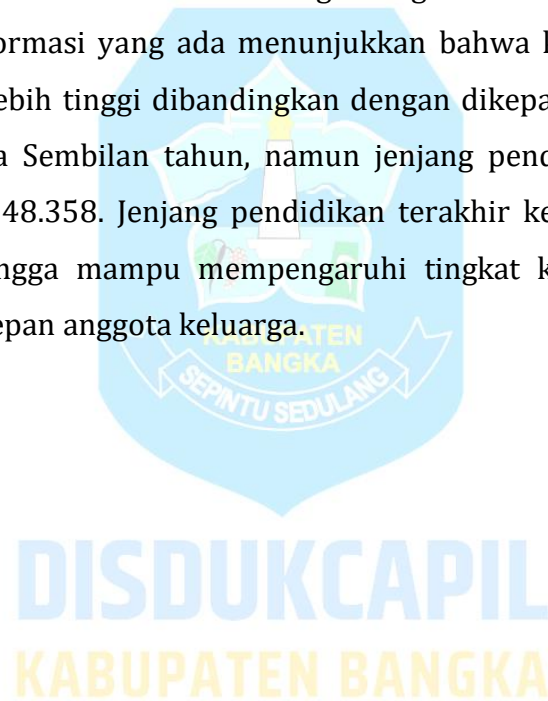 ormasi yang ada menunjukkan bahwa
ebih tinggi dibandingkan dengan dikepa
a Sembilan tahun, namun jenjang pend
48.358. Jenjang pendidikan terakhir ke
ngga mampu mempengaruhi tingkat k
epan anggota keluarga.
KABUPATEN
BANGKA
SEPINTU SEDULANG
DISDUKCAPIL
KABUPATEN BANGKA